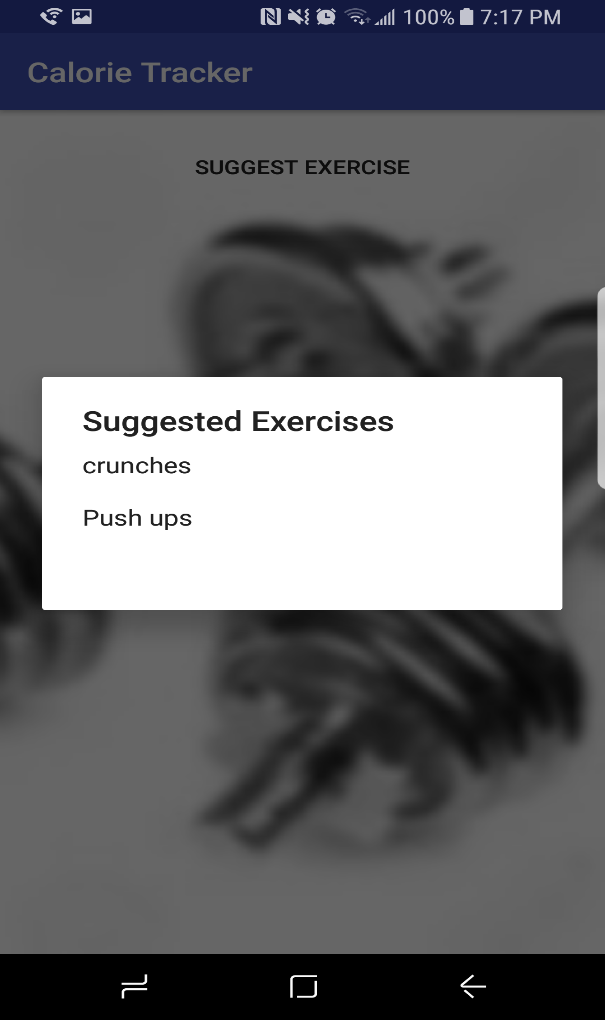 100% 7:17 PM
Calorie Tracker
SUGGEST EXERCISE
Suggested Exercises
crunches
Push ups